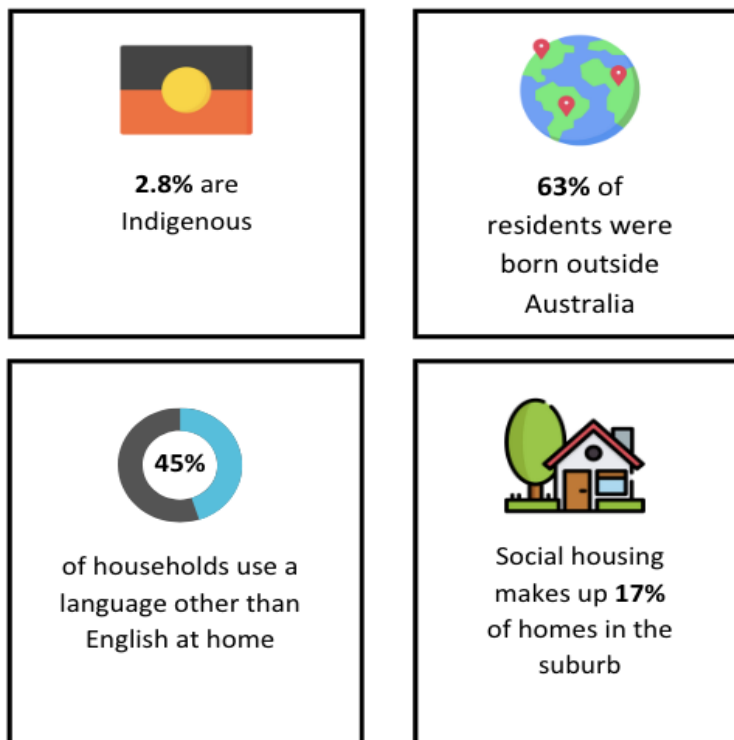 2.8% are
Indigenous
63% of
residents were
born outside
Australia
45%
of households use a
language other than
English at home
Social housing
makes up 17%
of homes in the
suburb